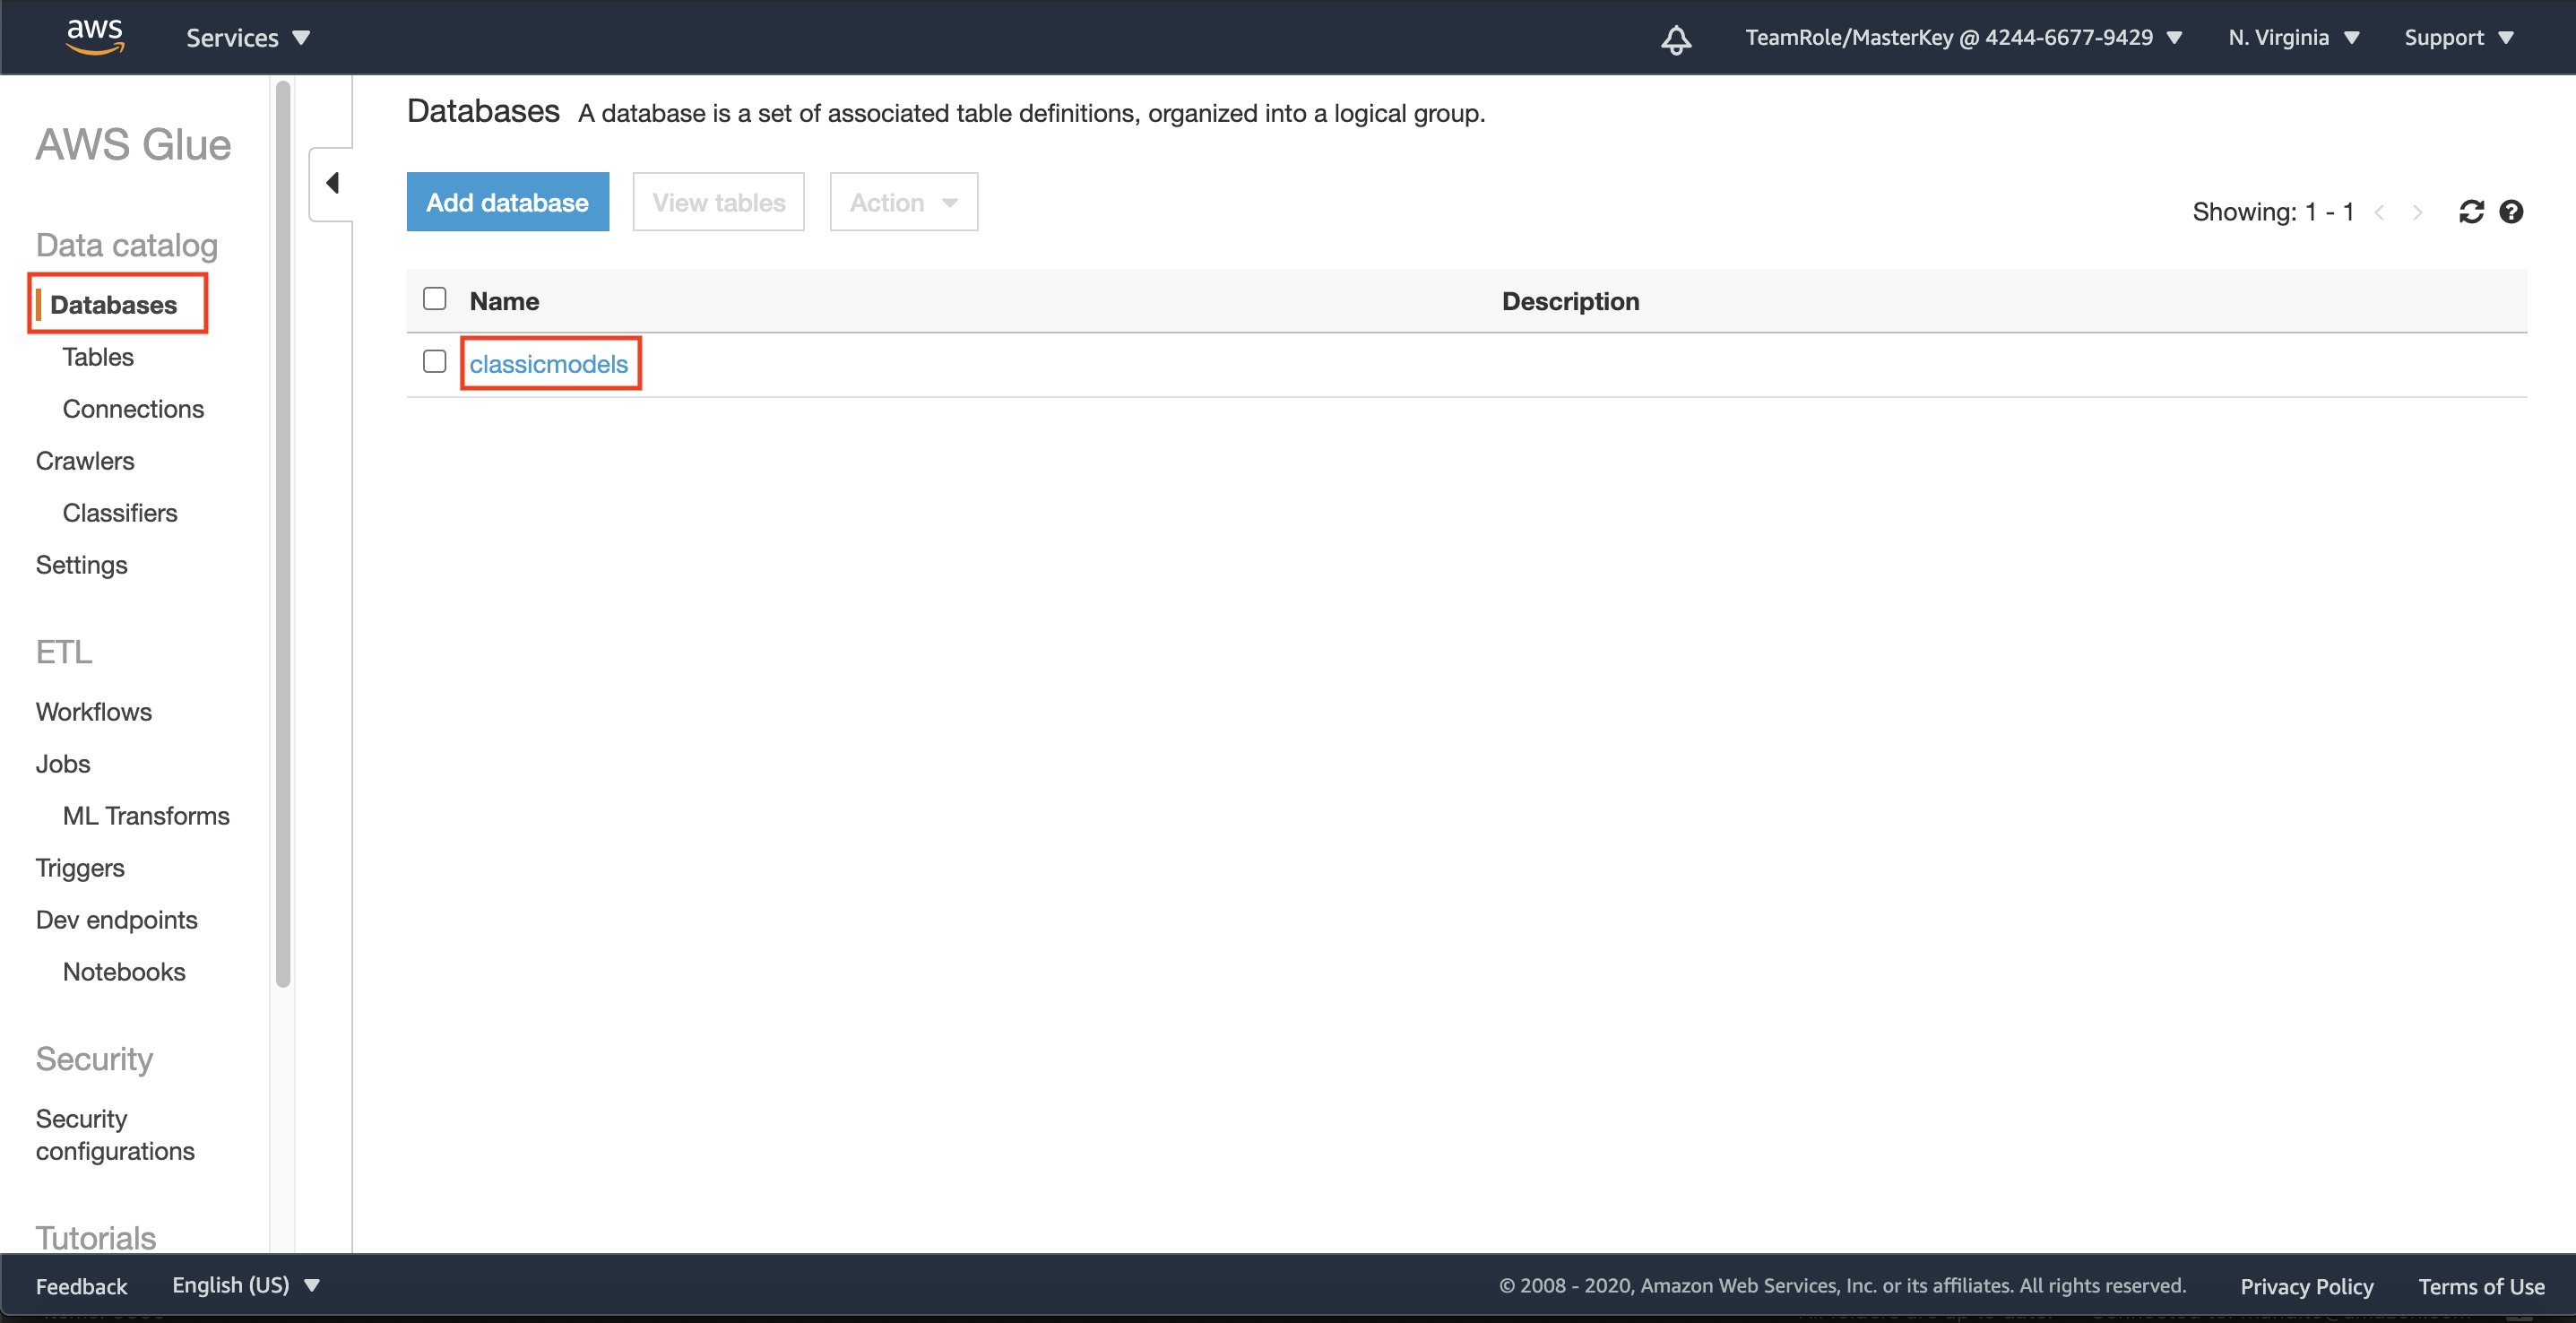 aws Services TeamRole/MasterKey @ 4244-6677-9429 N. Virginia Support
AWS Glue
Data catalog
Databases
Tables
Connections
Crawlers
Classifiers
Settings
ETL
Workflows
Jobs
ML Transforms
Triggers
Dev endpoints
Notebooks
Security
Security
configurations
Tutorials
Databases A database is a set of associated table definitions, organized into a logical group.
Add database View tables Action
Showing: 1 - 1
Name Description
classicmodels
Feedback English (US) © 2008 - 2020, Amazon Web Services, Inc. or its affiliates. All rights reserved. Privacy Policy Terms of Use